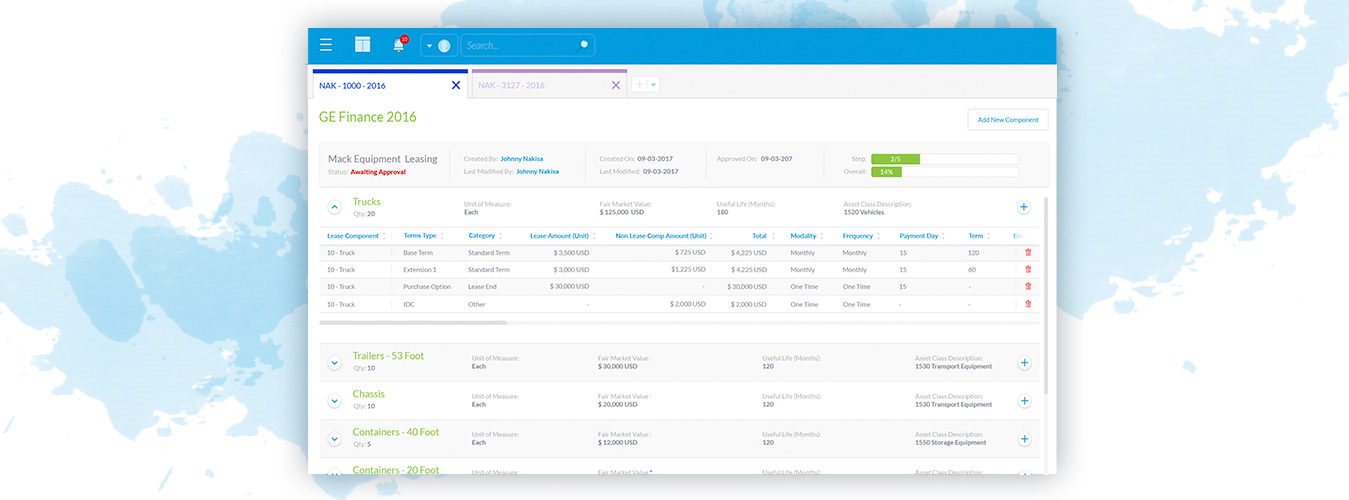 10
Search...
NAK - 1000 - 2016
NAK - 3127 - 2016
GE Finance 2016
Add New Component
Mack Equipment Leasing
Status: Awaiting Approval
Created By: Johnny Nakisa
Last Modified By: Johnny Nakisa
Created On: 09-03-2017
Last Modified: 09-03-2017
Approved On: 09-03-207
Step: 2/5
Overall: 14%
Trucks
Qty: 20
Unit of Measure:
Each
Fair Market Value:
$ 125,000 USD
Useful Life (Months):
180
Asset Class Description:
1520 Vehicles
Lease Component Terms Type Category Lease Amount (Unit) Non Lease Comp Amount (Unit) Total Modality Frequency Payment Day Term
10 - Truck Base Term Standard Term $ 3,500 USD $ 725 USD $ 4,225 USD Monthly Monthly 15 120
10 - Truck Extension 1 Standard Term $ 3,000 USD $1,225 USD $ 4,225 USD Monthly Monthly 15 60
10 - Truck Purchase Option Lease End $ 30,000 USD - $ 30,000 USD One Time One Time 15 -
10 - Truck IDC Other - $ 2,000 USD $ 2,000 USD One Time One Time - -
Trailers - 53 Foot
Qty: 10
Unit of Measure:
Each
Fair Market Value :
$ 30,000 USD
Useful Life (Months):
120
Asset Class Description:
1530 Transport Equipment
Chassis
Qty: 10
Unit of Measure:
Each
Fair Market Value :
$ 20,000 USD
Useful Life (Months):
120
Asset Class Description:
1530 Transport Equipment
Containers - 40 Foot
Qty: 5
Unit of Measure:
Each
Fair Market Value :
$ 12,000 USD
Useful Life (Months):
120
Asset Class Description:
1550 Storage Equipment
Containers - 20 Foot
Unit of Measure:
Fair Market Value
Useful Life (Months):
Asset Class Description: